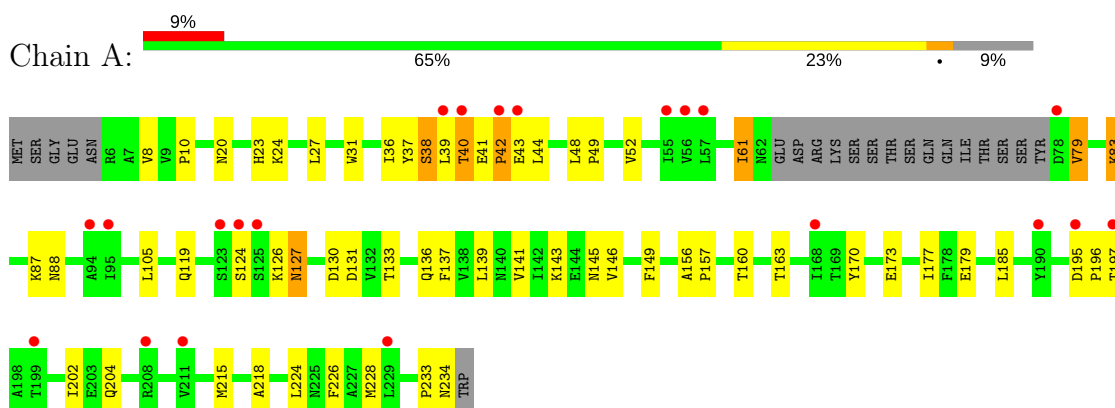 9%
Chain A:
65% 23% • 9%
MET SER GLY GLU ASN R6 A7 V8 V9 P10 N20 H23 K24 L27 W31 I36 Y37 S38 L39 T40 E41 P42 E43 L44 L48 P49 V52 I55 V56 L57 I61 N62 GLU ASP ARG LYS SER SER THR SER GLN GLN ILE THR SER SER TYR D78 V79 K83
K87 N88 A94 I95 L105 Q119 S123 S124 S125 K126 N127 D130 D131 V132 T133 Q136 F137 V138 L139 N140 V141 I142 K143 E144 N145 V146 F149 A156 P157 T160 T163 I168 T169 Y170 E173 I177 F178 E179 L185 Y190 D195 P196 T197
A198 T199 I202 E203 Q204 R208 V211 M215 A218 L224 N225 F226 A227 M228 L229 P233 N234 TRP